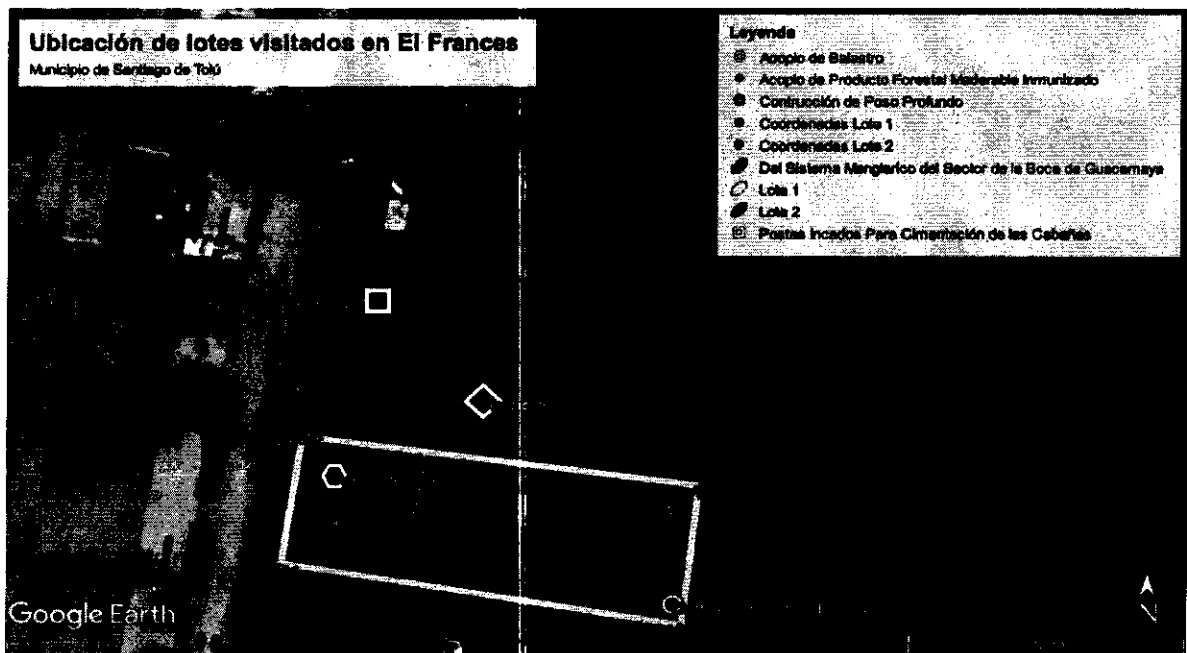 Ubicación de lotes visitados en El Frances
Municipio de Santiago de Tolú
Leyenda
Acopio de Balastro
Acopio de Producto Forestal Maderable Inmunizado
Contrucción de Poso Profundo
Coordenadas Lote 1
Coordenadas Lote 2
Del Sistema Manglarico del Sector de la Boca de Guacamaya
Lote 1
Lote 2
Postes Incados Para Cimentación de las Cabañas
Google Earth